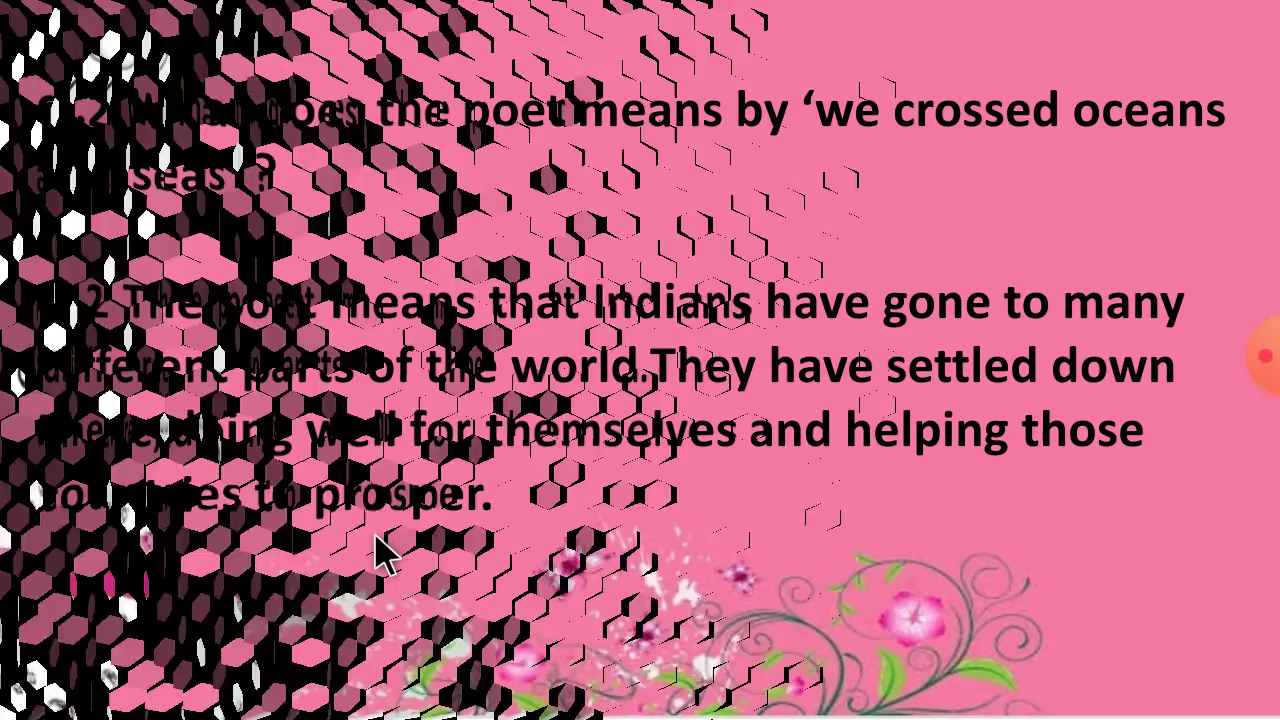 .2 What does the poet means by ‘we crossed oceans
and seas’ ?
.2 The poet means that Indians have gone to many
different parts of the world.They have settled down
there, doing well for themselves and helping those
countries to prosper.